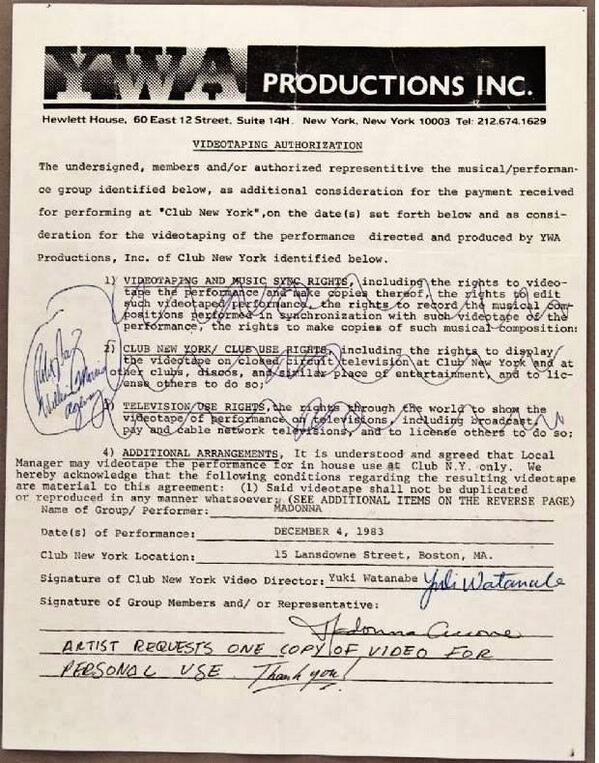 YWA PRODUCTIONS INC.
Hewlett House, 60 East 12 Street, Suite 14H. New York, New York 10003 Tel: 212.674.1629
VIDEOTAPING AUTHORIZATION
The undersigned, members and/or authorized representitive the musical/performan-
ce group identified below, as additional consideration for the payment received
for performing at "Club New York",on the date(s) set forth below and as consi-
deration for the videotaping of the performance directed and produced by YWA
Productions, Inc. of Club New York identified below.
1) VIDEOTAPING AND MUSIC SYNC RIGHTS, including the rights to video-
tape the performance and make copies thereof, the rights to edit
such videotaped performance, the rights to record the musical com-
positions performed in synchronization with such videotape of the
performance, the rights to make copies of such musical composition:
2) CLUB NEW YORK/ CLUB USE RIGHTS, including the rights to display
the videotape on closed circuit television at Club New York and at
other clubs, discos, and similar place of entertainment, and to lic-
ense others to do so;
3) TELEVISION USE RIGHTS,the rights through the world to show the
videotape of performance on televisions, including broadcast,
pay and cable network televisions, and to license others to do so;
agency
4) ADDITIONAL ARRANGEMENTS, It is understood and agreed that Local
Manager may videotape the performance for in house use at Club N.Y. only. We
hereby acknowledge that the following conditions regarding the resulting videotape
are material to this agreement: (1) Said videotape shall not be duplicated
or reproduced in any manner whatsoever; (SEE ADDITIONAL ITEMS ON THE REVERSE PAGE)
Name of Group/ Performer: MADONNA
Date(s) of Performance: DECEMBER 4, 1983
Club New York Location: 15 Lansdowne Street, Boston, MA.
Signature of Club New York Video Director: Yuki Watanabe Yuki Watanabe
Signature of Group Members and/ or Representative:
Madonna Ciccone
ARTIST REQUESTS ONE COPY OF VIDEO FOR
PERSONAL USE. Thank you!